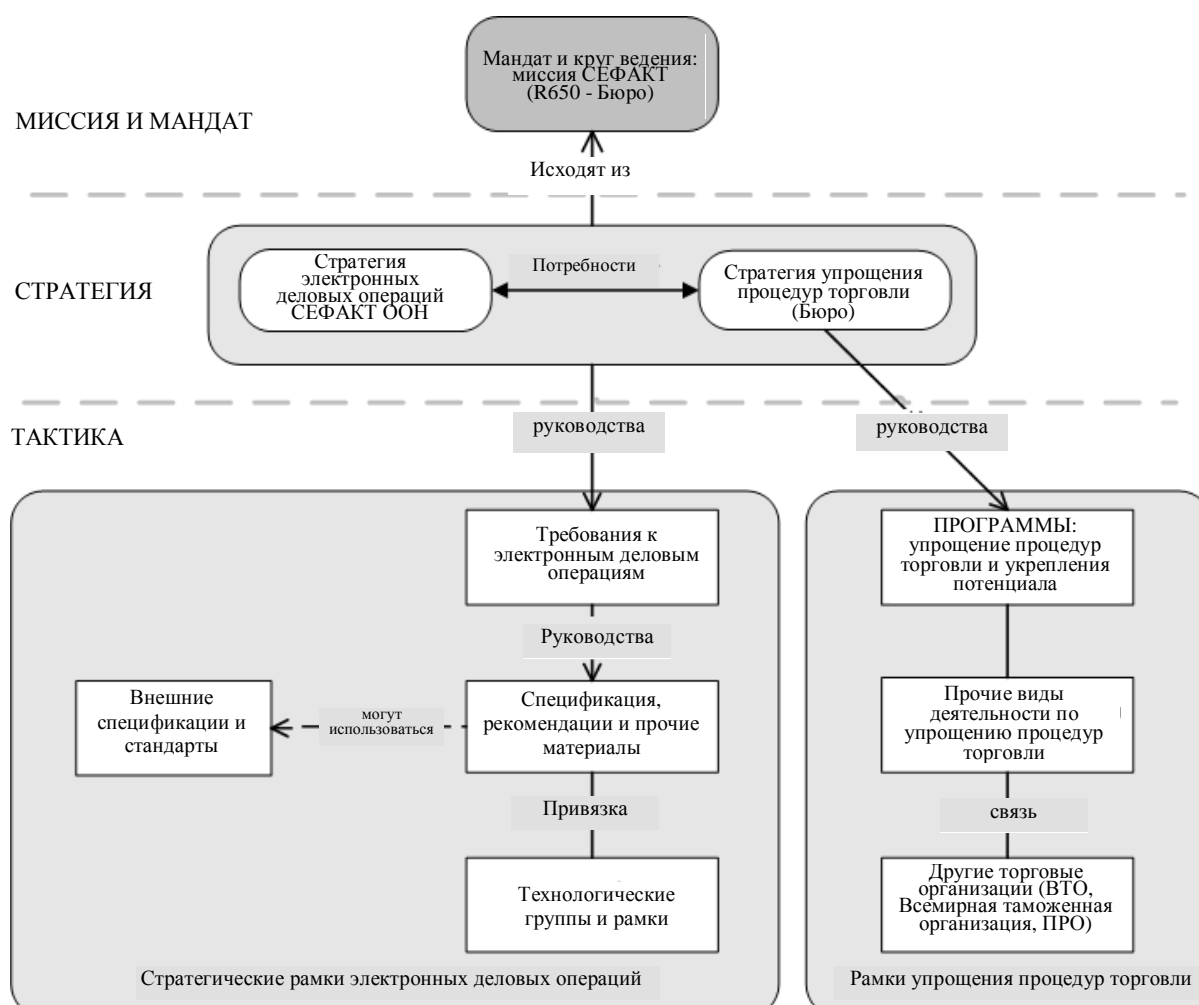 Мандат и круг ведения:
миссия СЕФАКТ
(R650 - Бюро)
МИССИЯ И МАНДАТ
Исходят из
СТРАТЕГИЯ
Стратегия
электронных
деловых операций
СЕФАКТ ООН
Потребности
Стратегия упрощения
процедур торговли
(Бюро)
ТАКТИКА
руководства
руководства
Требования к
электронным деловым
операциям
ПРОГРАММЫ:
упрощение процедур
торговли и укрепления
потенциала
Руководства
Внешние
спецификации и
стандарты
могут
использоваться
Спецификация,
рекомендации и прочие
материалы
Прочие виды
деятельности по
упрощению процедур
торговли
Привязка
связь
Технологические
группы и рамки
Другие торговые
организации (ВТО,
Всемирная таможенная
организация, ПРО)
Стратегические рамки электронных деловых операций
Рамки упрощения процедур торговли